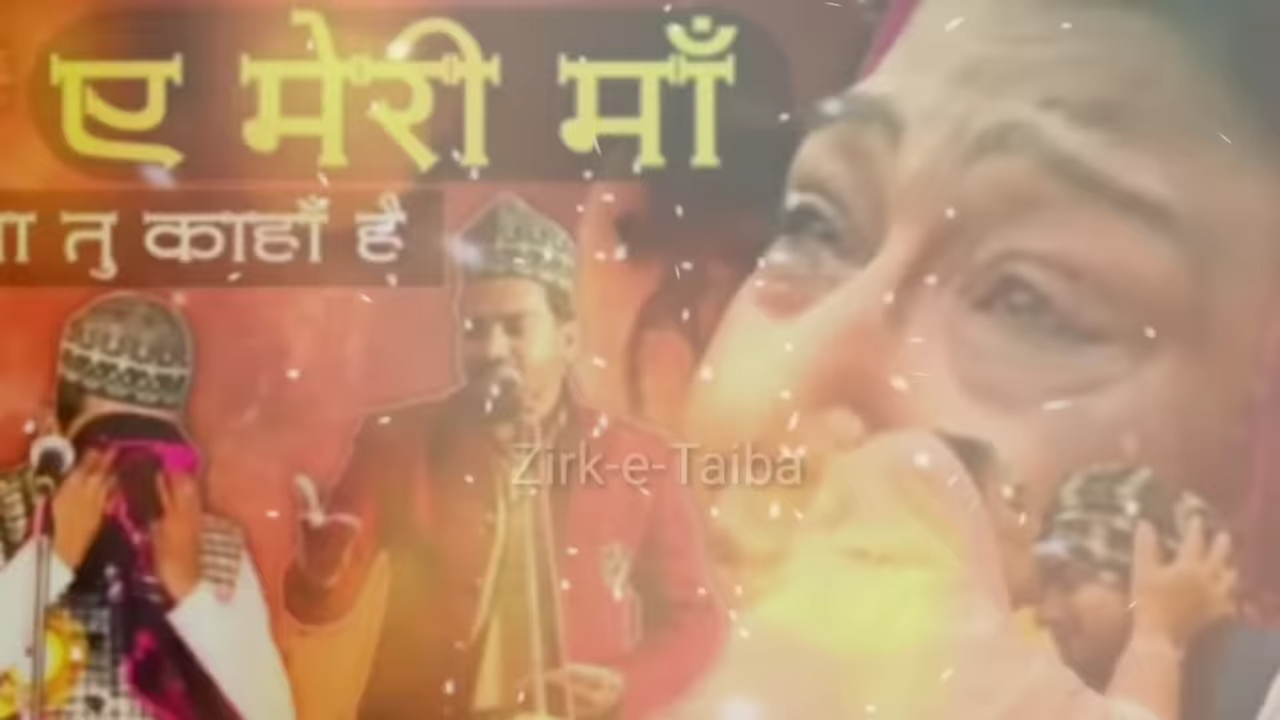 ए मेरी माँ
तु काहाँ है
Zirk-e-Taiba